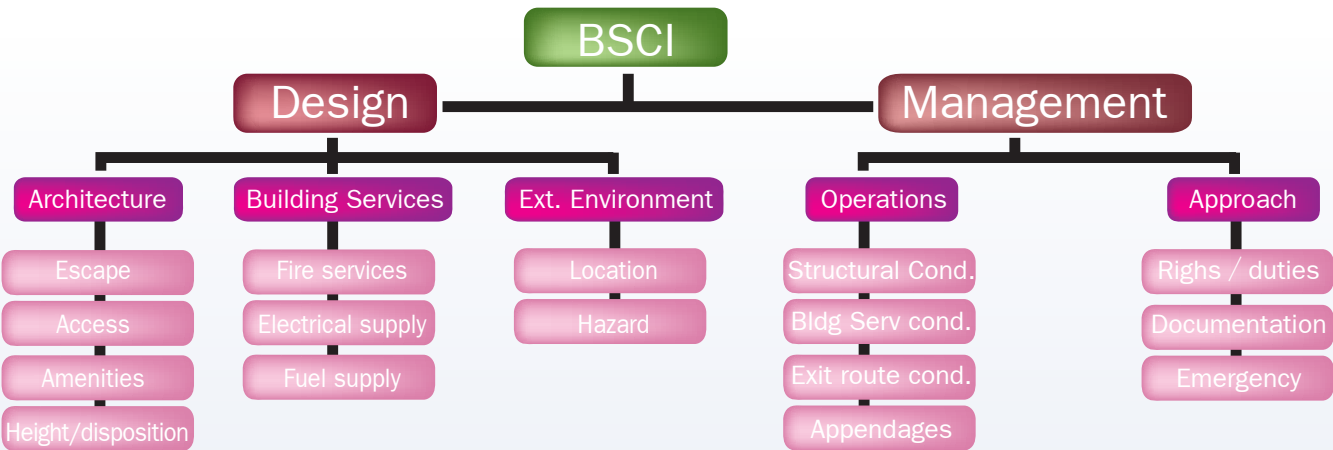 BSCI
Design
Management
Architecture
Building Services
Ext. Environment
Operations
Approach
Escape
Fire services
Location
Structural Cond.
Righs / duties
Access
Electrical supply
Hazard
Bldg Serv cond.
Documentation
Amenities
Fuel supply
Exit route cond.
Emergency
Height/disposition
Appendages